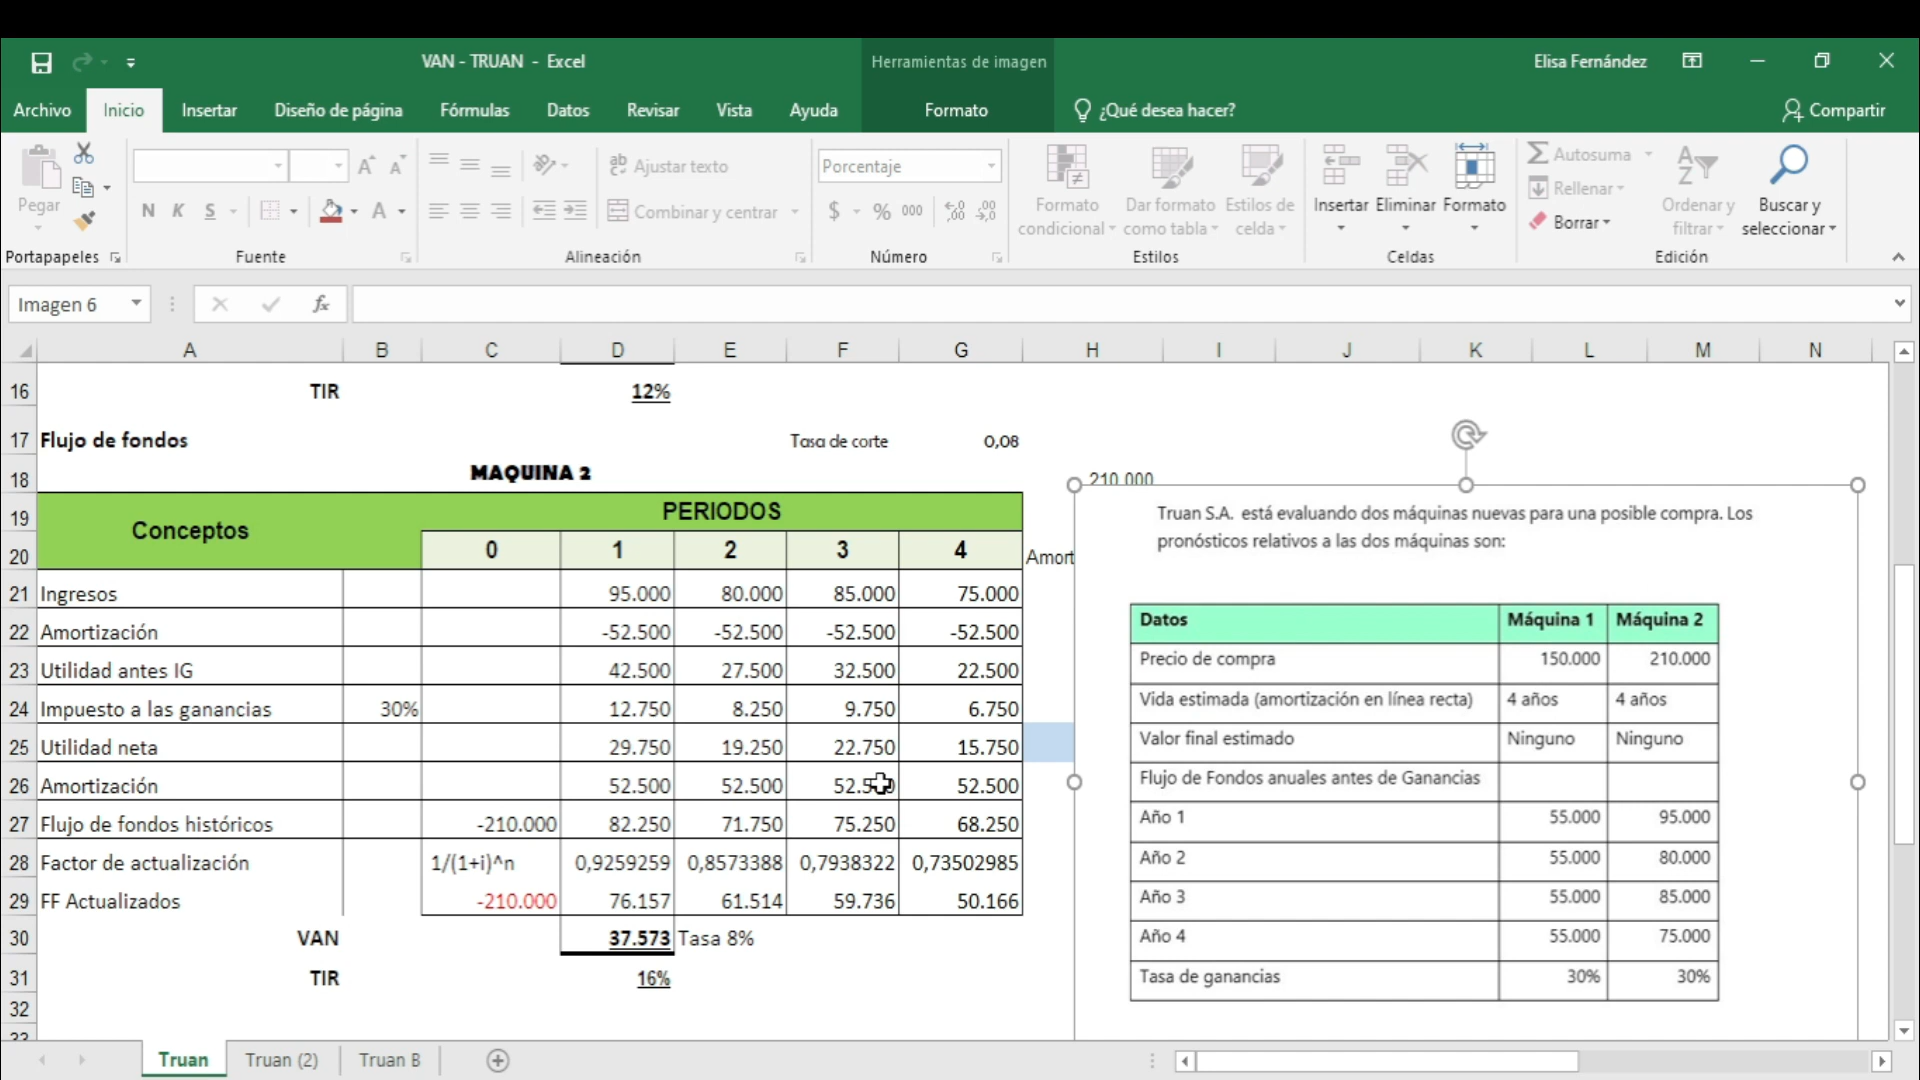 VAN - TRUAN - Excel
Herramientas de imagen
Elisa Fernández
Archivo
Inicio
Insertar
Diseño de página
Fórmulas
Datos
Revisar
Vista
Ayuda
Formato
¿Qué desea hacer?
Compartir
Pegar
Portapapeles
N K S
A
Fuente
Ajustar texto
Combinar y centrar
Alineación
Porcentaje
$ % 000
Número
Formato condicional
Dar formato como tabla
Estilos de celda
Estilos
Insertar
Eliminar
Formato
Celdas
Autosuma
Rellenar
Borrar
Ordenar y filtrar
Buscar y seleccionar
Edición
Imagen 6
fx
A B C D E F G H I J K L M N
16 TIR 12%
17 Flujo de fondos Tasa de corte 0,08
18 MAQUINA 2 210.000
19 Conceptos PERIODOS
20 0 1 2 3 4 Amort
21 Ingresos 95.000 80.000 85.000 75.000
22 Amortización -52.500 -52.500 -52.500 -52.500
23 Utilidad antes IG 42.500 27.500 32.500 22.500
24 Impuesto a las ganancias 30% 12.750 8.250 9.750 6.750
25 Utilidad neta 29.750 19.250 22.750 15.750
26 Amortización 52.500 52.500 52.500 52.500
27 Flujo de fondos históricos -210.000 82.250 71.750 75.250 68.250
28 Factor de actualización 1/(1+i)^n 0,9259259 0,8573388 0,7938322 0,73502985
29 FF Actualizados -210.000 76.157 61.514 59.736 50.166
30 VAN 37.573 Tasa 8%
31 TIR 16%
32
33
Truan S.A. está evaluando dos máquinas nuevas para una posible compra. Los
pronósticos relativos a las dos máquinas son:
Datos Máquina 1 Máquina 2
Precio de compra 150.000 210.000
Vida estimada (amortización en línea recta) 4 años 4 años
Valor final estimado Ninguno Ninguno
Flujo de Fondos anuales antes de Ganancias
Año 1 55.000 95.000
Año 2 55.000 80.000
Año 3 55.000 85.000
Año 4 55.000 75.000
Tasa de ganancias 30% 30%
Truan
Truan (2)
Truan B